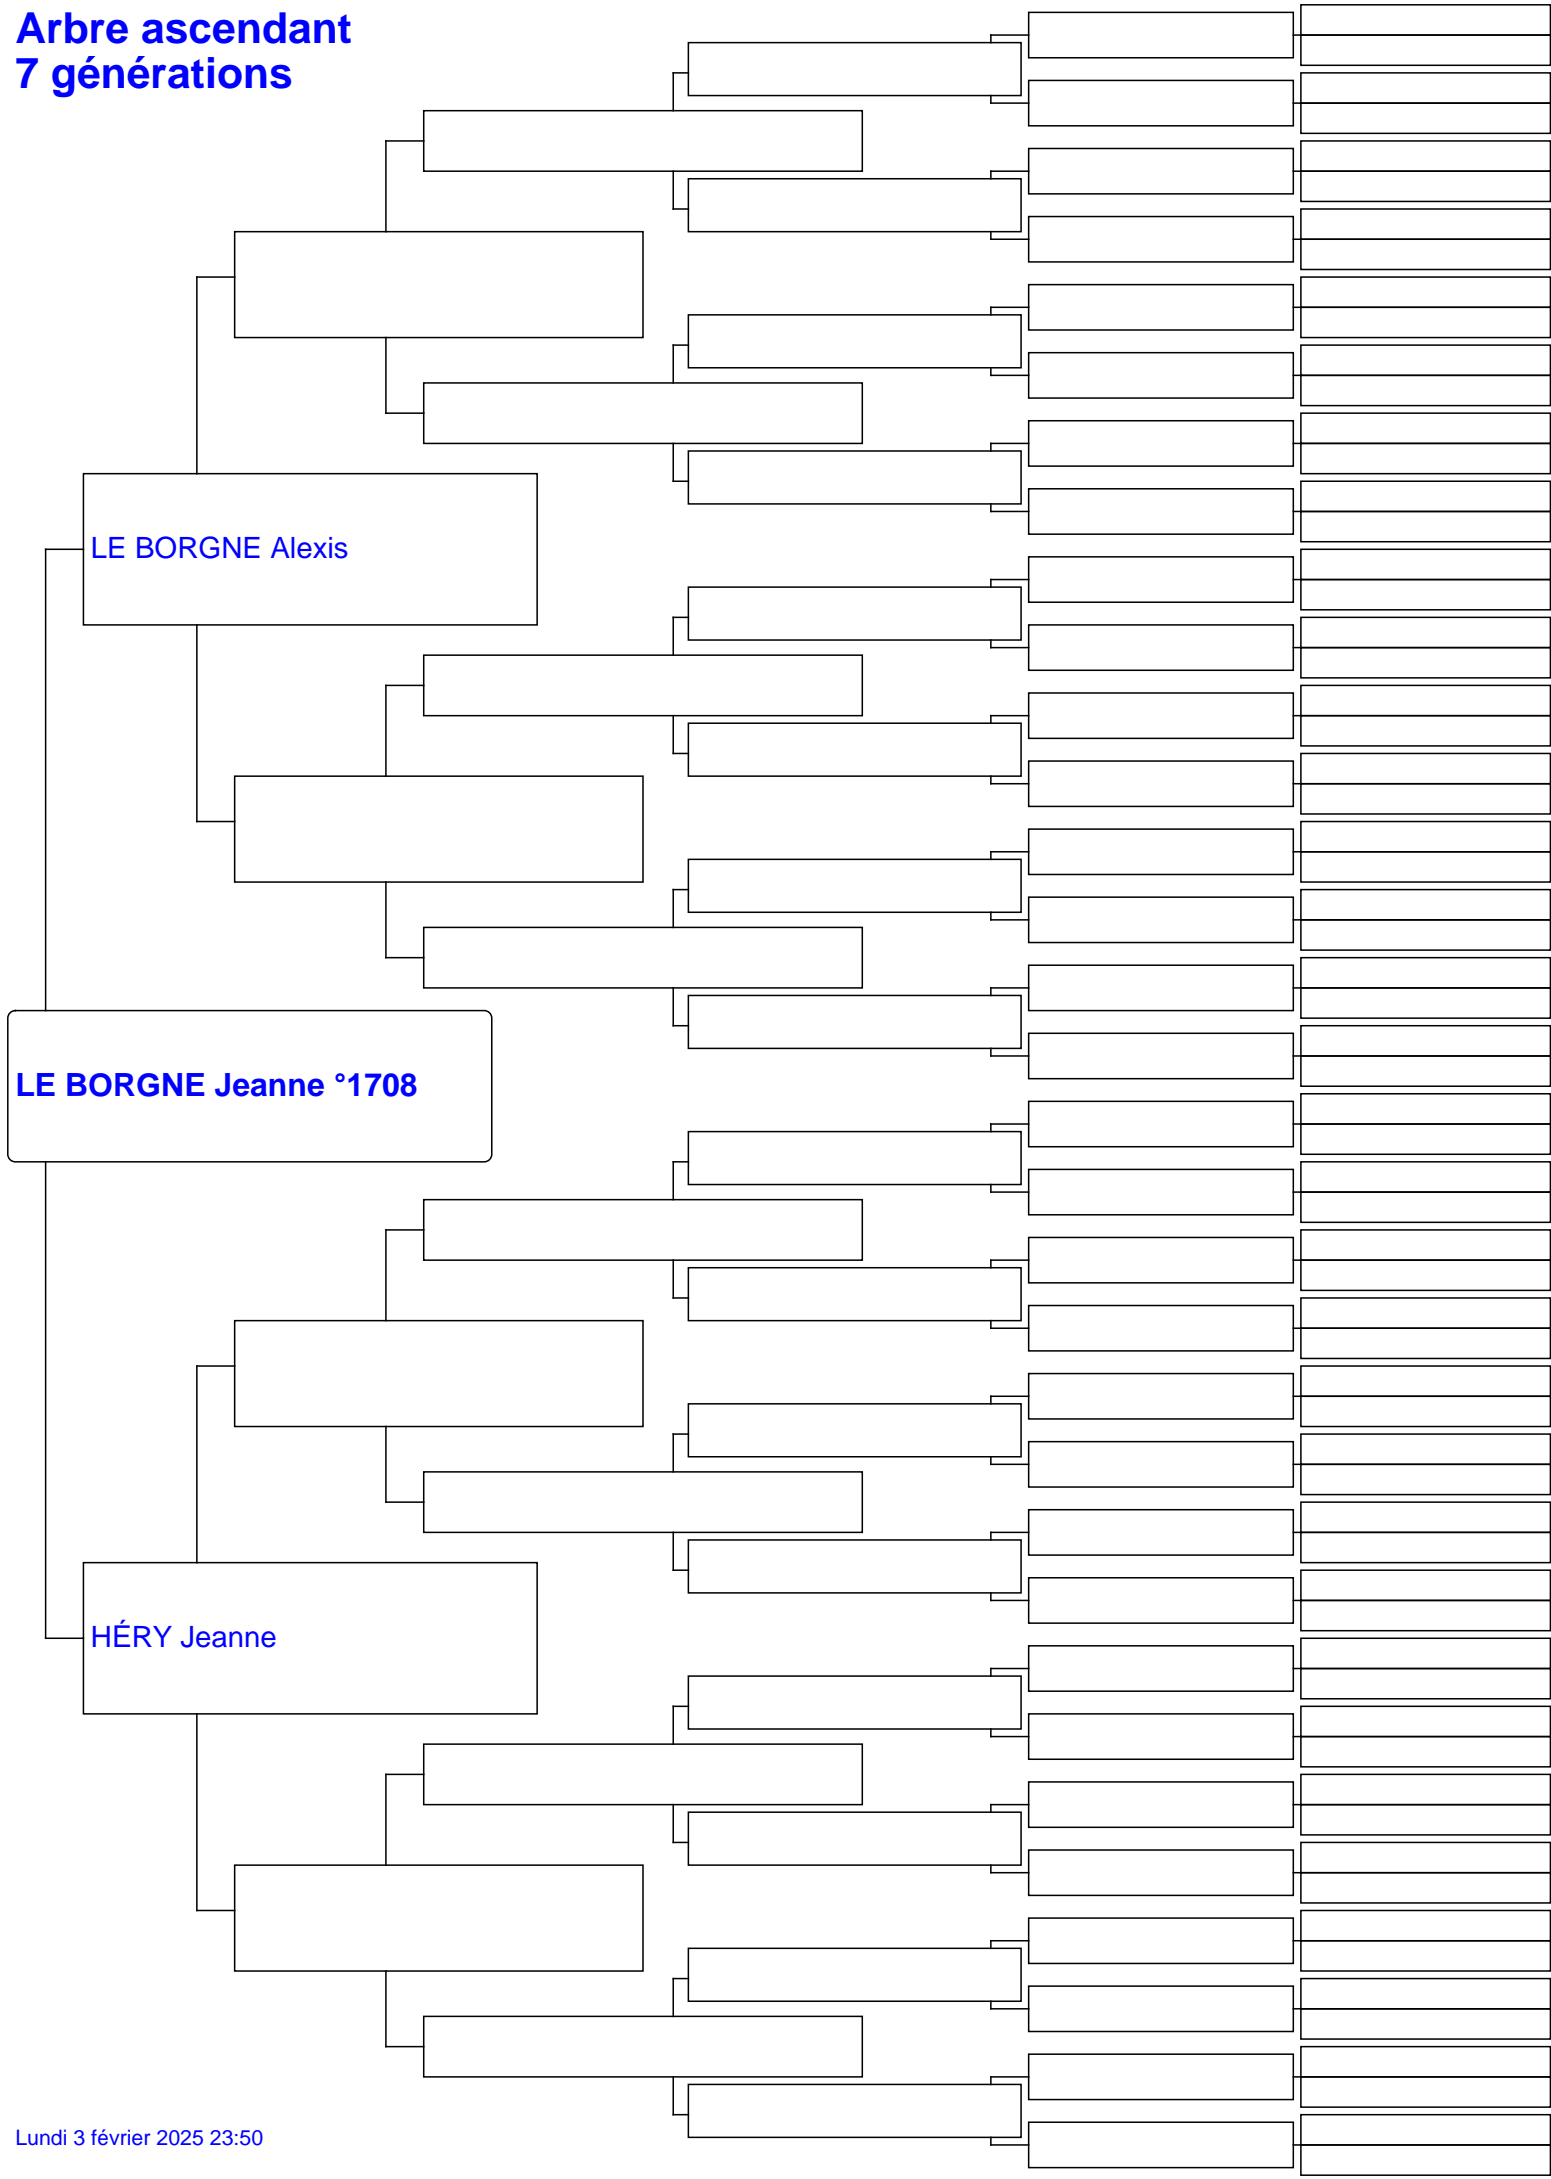 Arbre ascendant
7 générations
LE BORGNE Alexis
LE BORGNE Jeanne °1708
HÉRY Jeanne
Lundi 3 février 2025 23:50